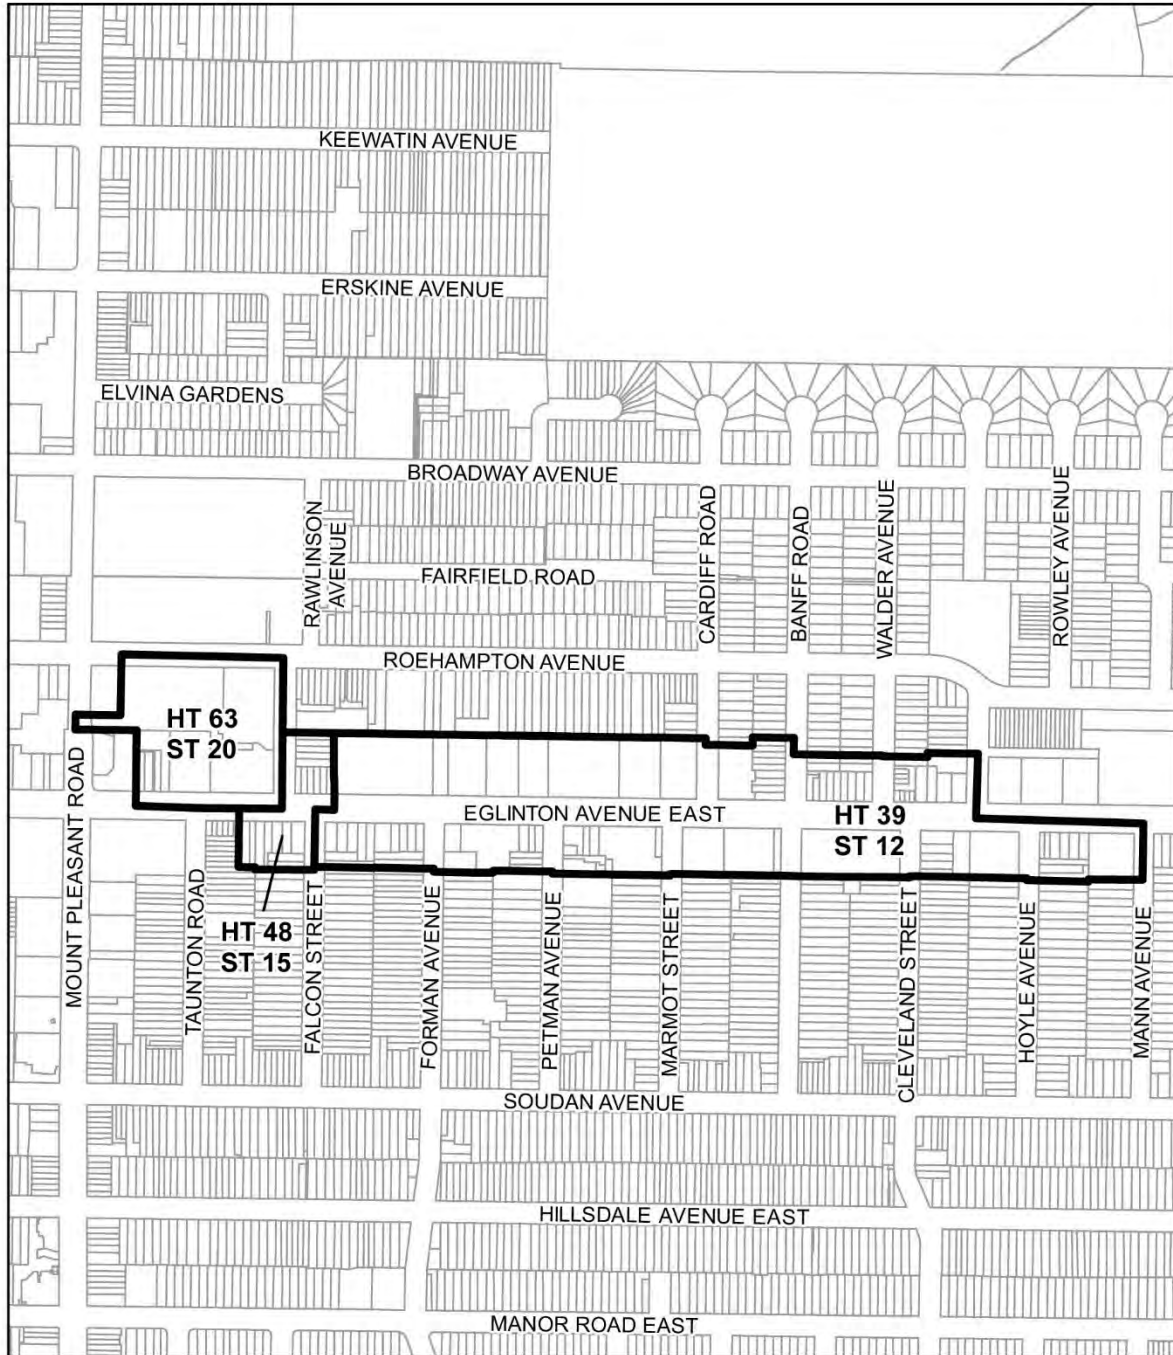 KEEWATIN AVENUE
ERSKINE AVENUE
ELVINA GARDENS
BROADWAY AVENUE
RAWLINSON
AVENUE
FAIRFIELD ROAD
CARDIFF ROAD
BANFF ROAD
WALDER AVENUE
ROWLEY AVENUE
ROEHAMPTON AVENUE
HT 63
ST 20
MOUNT PLEASANT ROAD
EGLINTON AVENUE EAST
HT 39
ST 12
HT 48
ST 15
TAUNTON ROAD
FALCON STREET
FORMAN AVENUE
PETMAN AVENUE
MARMOT STREET
CLEVELAND STREET
HOYLE AVENUE
MANN AVENUE
SOUDAN AVENUE
HILLSDALE AVENUE EAST
MANOR ROAD EAST